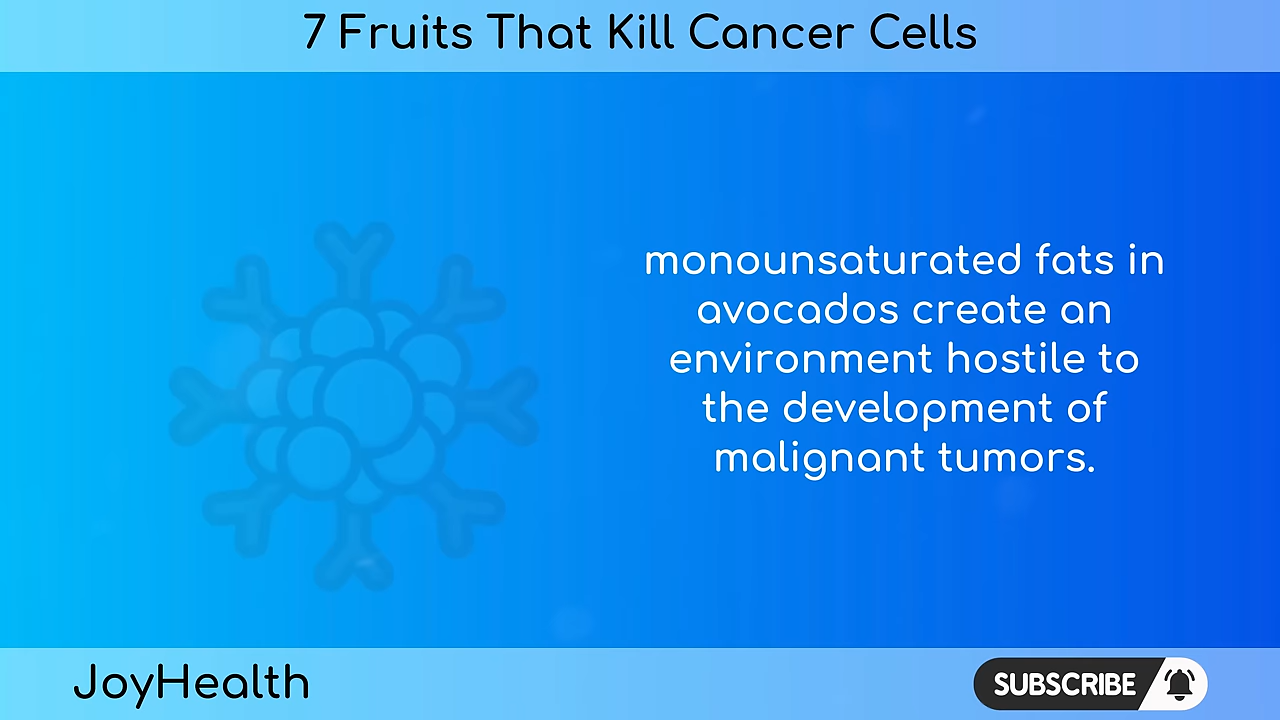 7 Fruits That Kill Cancer Cells
monounsaturated fats in
avocados create an
environment hostile to
the development of
malignant tumors.
JoyHealth
SUBSCRIBE